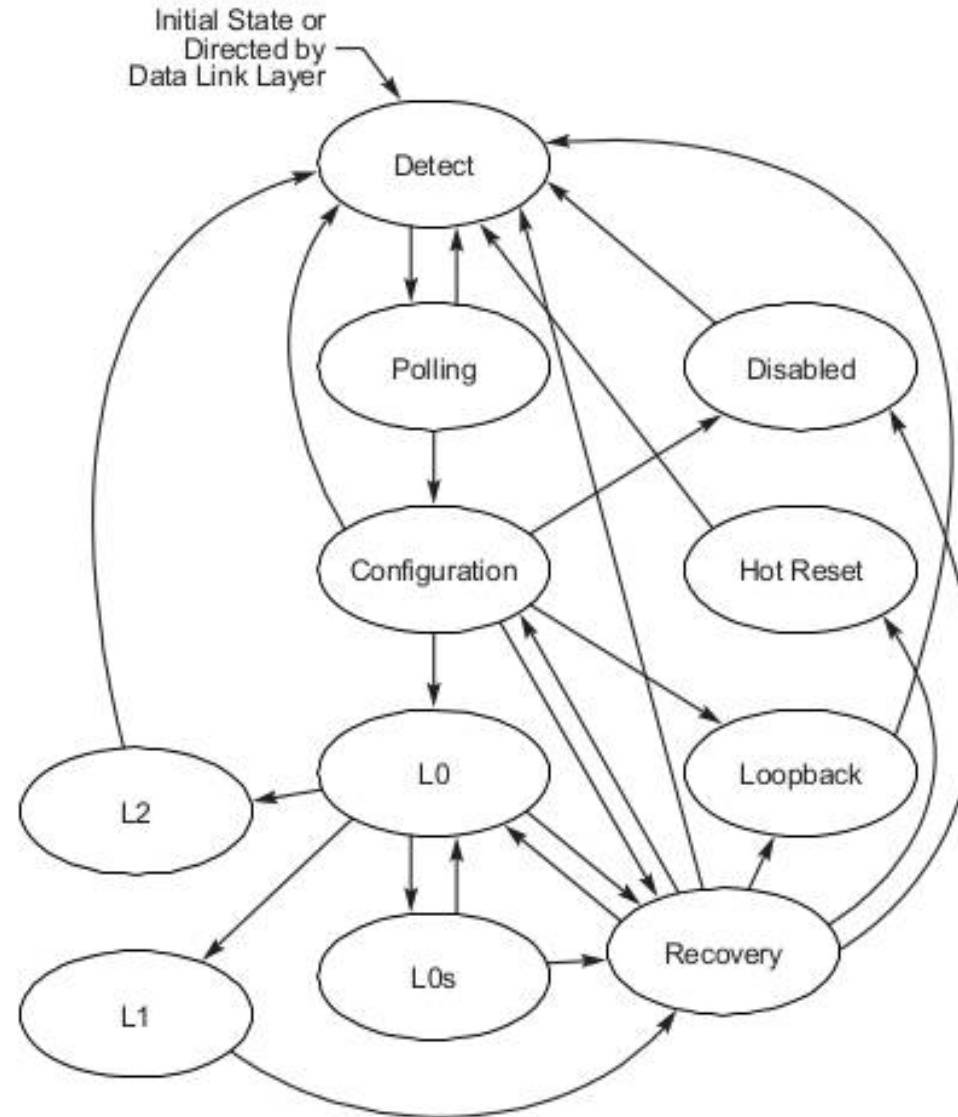 Initial State or
Directed by
Data Link Layer
Detect
Polling
Disabled
Configuration
Hot Reset
L0
Loopback
L2
L0s
Recovery
L1